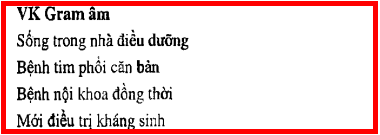 VK Gram âm
Sống trong nhà điều dưỡng
Bệnh tim phổi căn bản
Bệnh nội khoa đồng thời
Mới điều trị kháng sinh